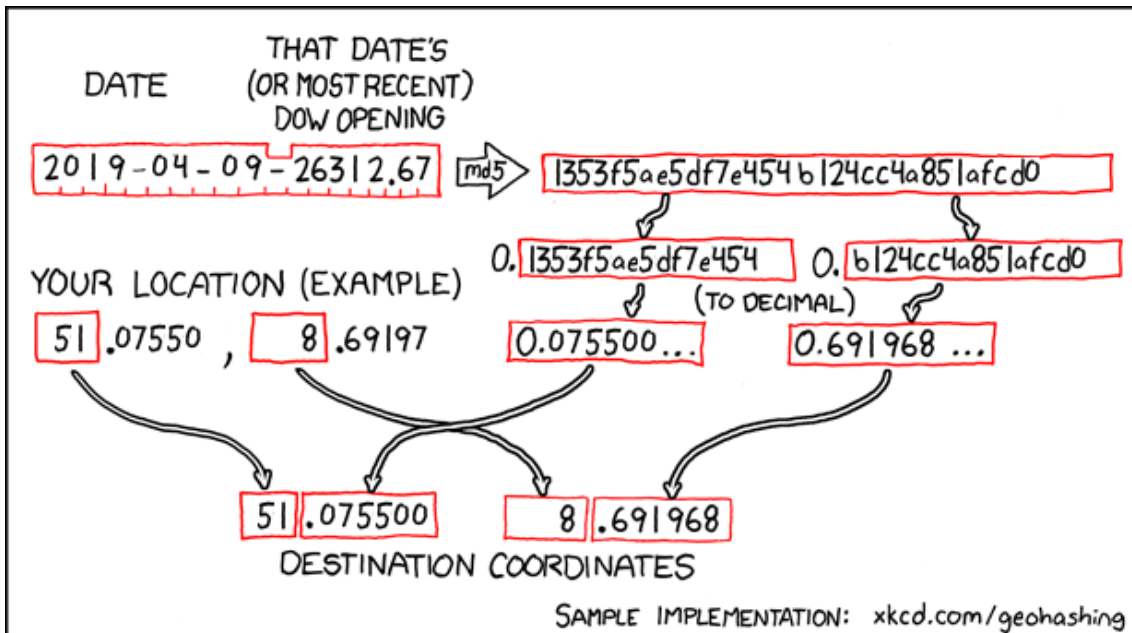 DATE
THAT DATE'S
(OR MOST RECENT)
DOW OPENING
2019-04-09-26312.67
md5
1353f5ae5df7e454b124cc4a851afcd0
0.1353f5ae5df7e454
0.b124cc4a851afcd0
(TO DECIMAL)
0.075500...
0.691968...
YOUR LOCATION (EXAMPLE)
51.07550, 8.69197
51.075500
8.691968
DESTINATION COORDINATES
SAMPLE IMPLEMENTATION: xkcd.com/geohashing